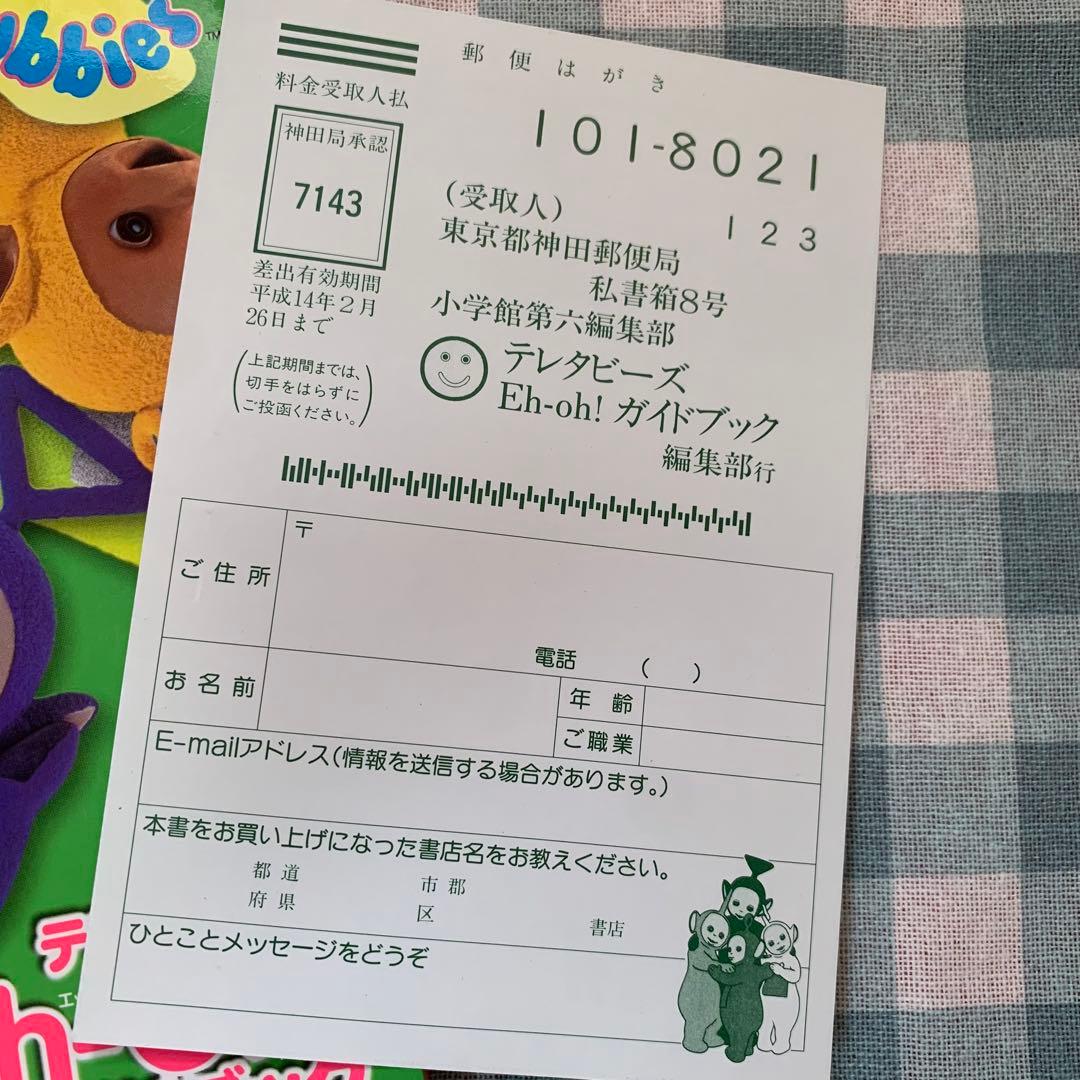 bbies™
郵便はがき
料金受取人払
神田局承認
7143
差出有効期間
平成14年2月
26日まで
(上記期間までは、
切手をはらずに
ご投函ください。)
101-8021
123
(受取人)
東京都神田郵便局
私書箱8号
小学館第六編集部
テレタビーズ
Eh-oh! ガイドブック
編集部行
〒
ご住所
電話 ( )
お名前
年齢
ご職業
E-mailアドレス(情報を送信する場合があります。)
本書をお買い上げになった書店名をお教えください。
都道 市郡
府県 区 書店
ひとことメッセージをどうぞ
テ
エッ
ブック